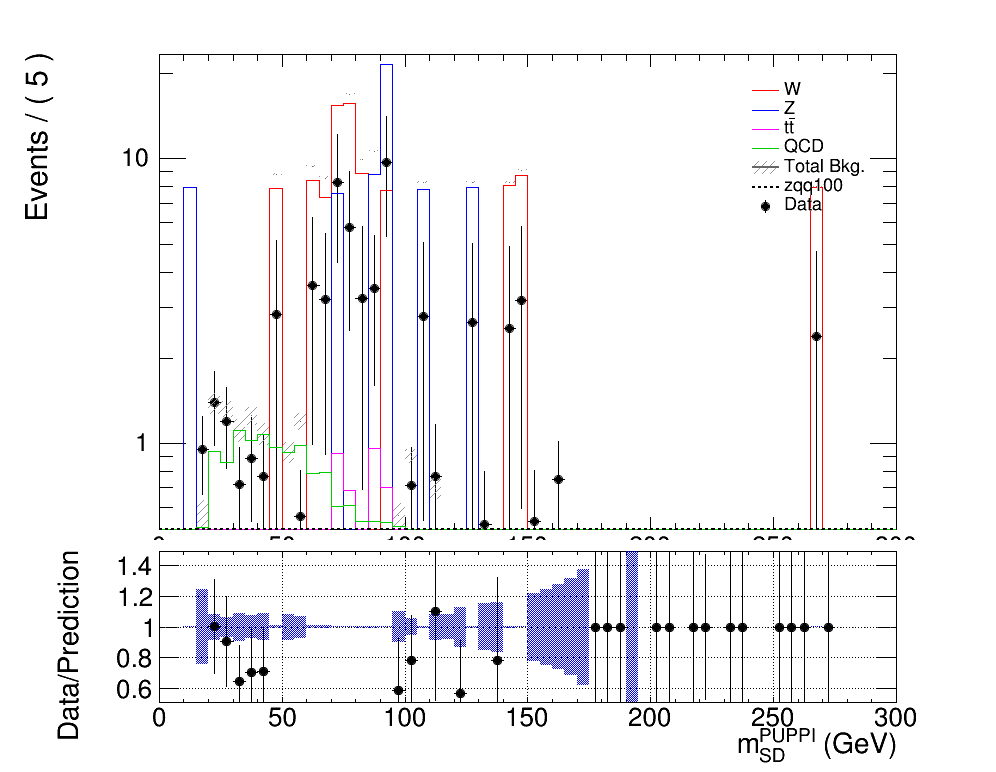 Events / ( 5 )
10
1
W
Z
tt̄
QCD
Total Bkg.
zqq100
Data
Data/Prediction
1.4
1.2
1
0.8
0.6
0 50 100 150 200 250 300
m_SD^PUPPI (GeV)